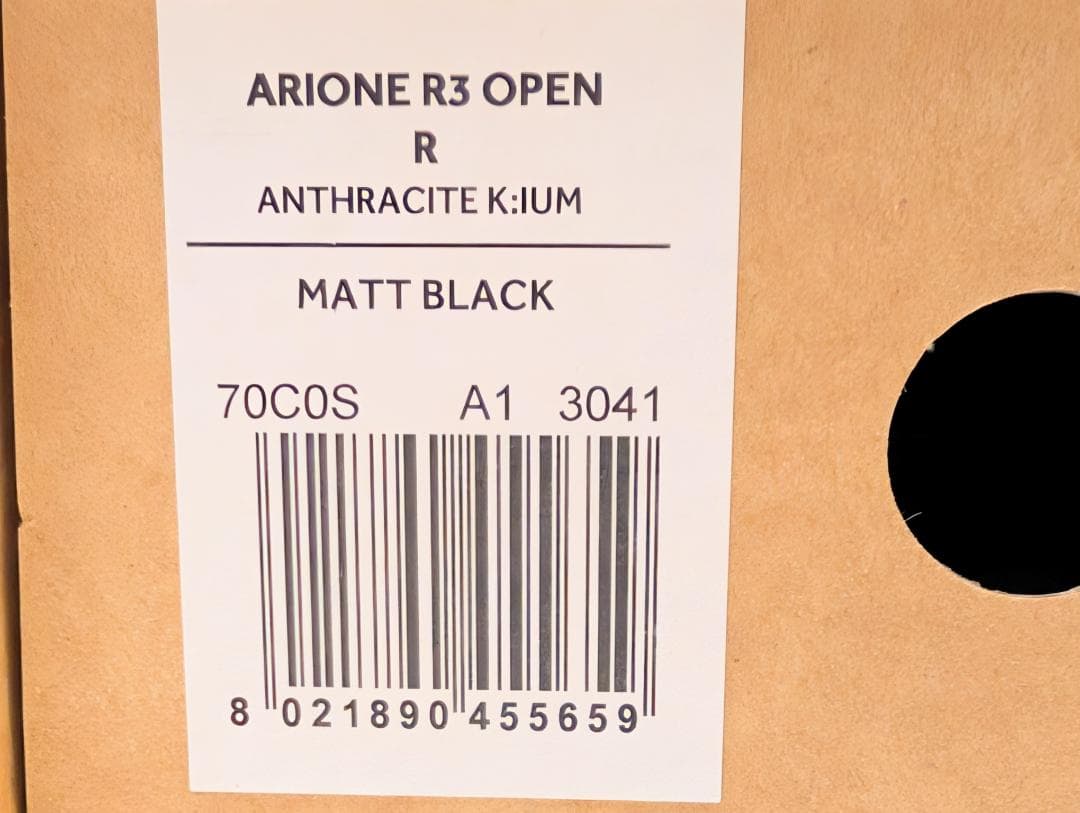 ARIONE R3 OPEN
R
ANTHRACITE K:IUM
MATT BLACK
70C0S A1 3041
8 021890 455659